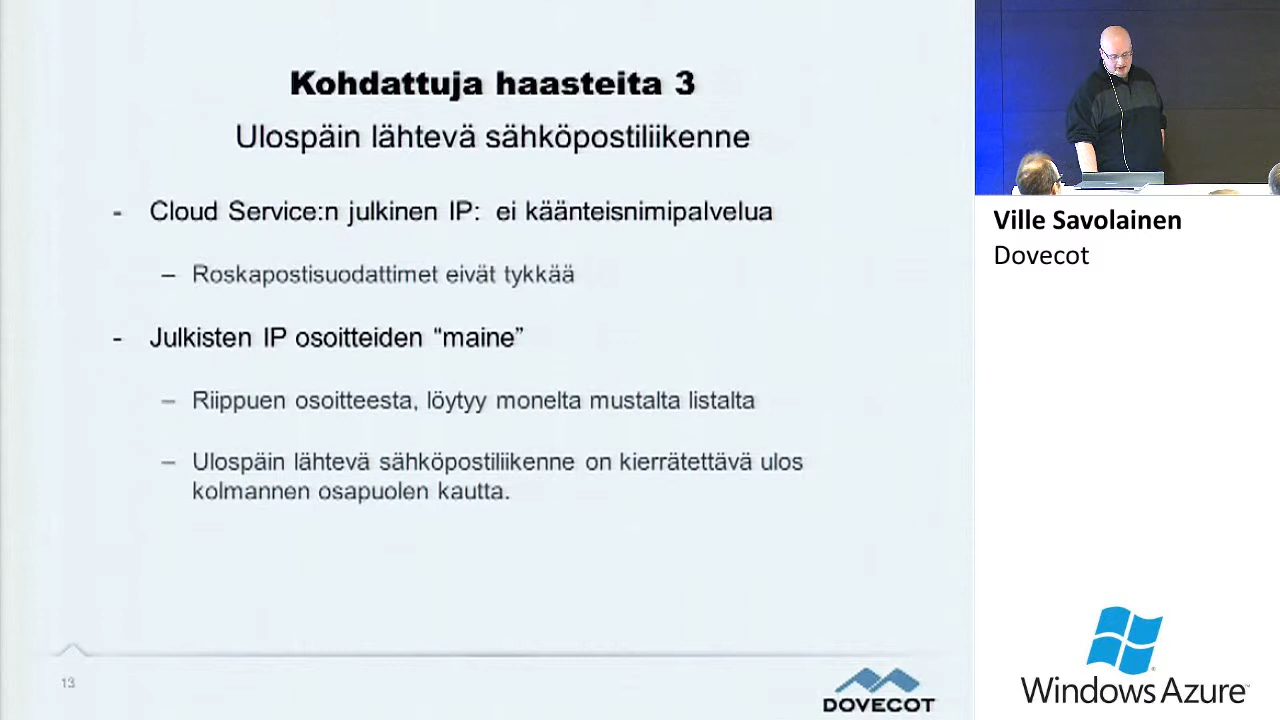 Kohdattuja haasteita 3
Ulospäin lähtevä sähköpostiliikenne
- Cloud Service:n julkinen IP: ei käänteisnimipalvelua
– Roskapostisuodattimet eivät tykkää
- Julkisten IP osoitteiden “maine”
– Riippuen osoitteesta, löytyy monelta mustalta listalta
– Ulospäin lähtevä sähköpostiliikenne on kierrätettävä ulos
kolmannen osapuolen kautta.
13
DOVECOT
Ville Savolainen
Dovecot
Windows Azure